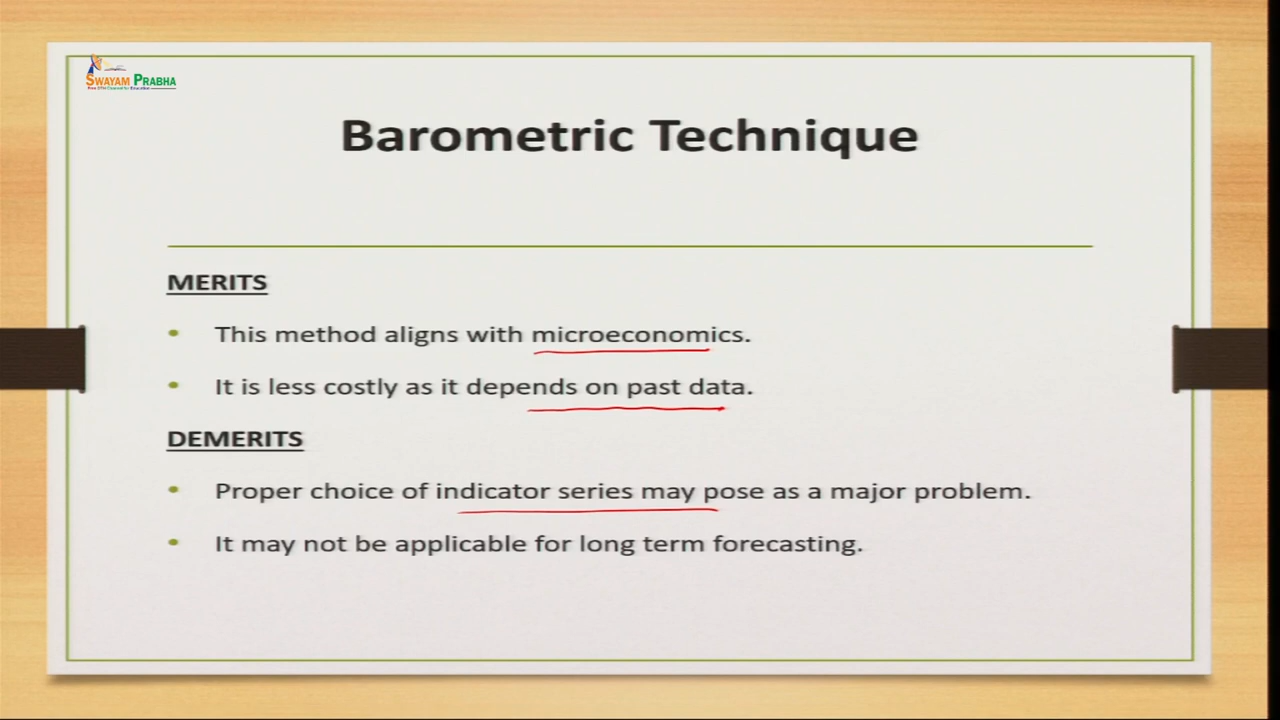 SWAYAM PRABHA
Barometric Technique
MERITS
• This method aligns with microeconomics.
• It is less costly as it depends on past data.
DEMERITS
• Proper choice of indicator series may pose as a major problem.
• It may not be applicable for long term forecasting.